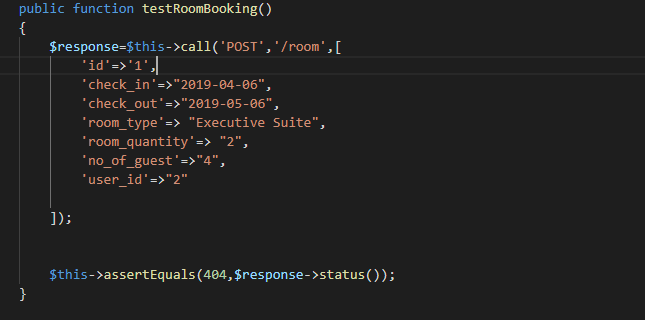 public function testRoomBooking()
{
$response=$this->call('POST','/room',[
'id'=>'1',
'check_in'=>"2019-04-06",
'check_out'=>"2019-05-06",
'room_type'=> "Executive Suite",
'room_quantity'=> "2",
'no_of_guest'=>"4",
'user_id'=>"2"
]);
$this->assertEquals(404,$response->status());
}